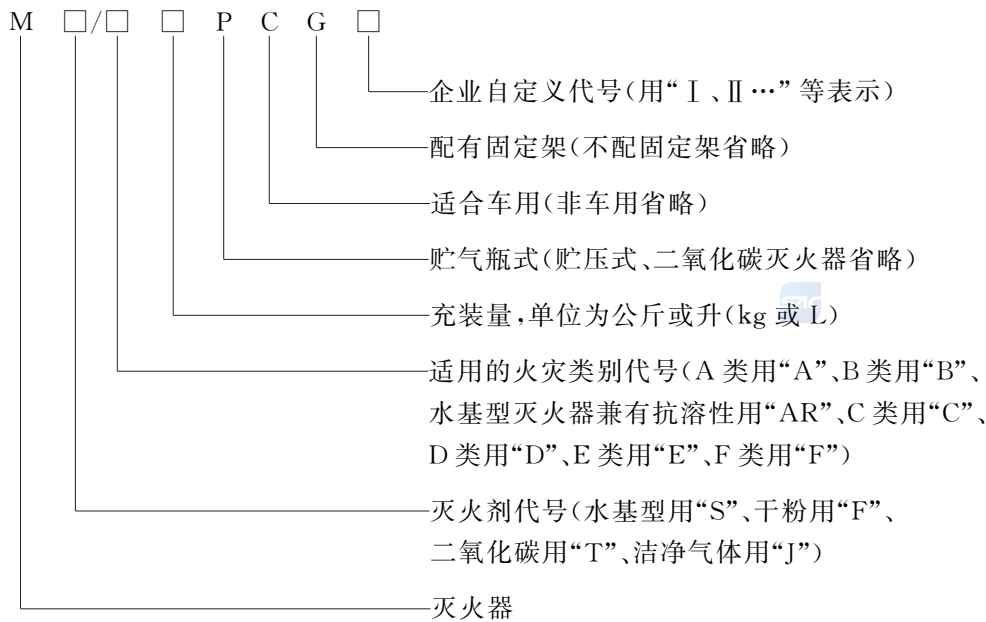 M □/□ □ P C G □
企业自定义代号(用“Ⅰ、Ⅱ…”等表示)
配有固定架(不配固定架省略)
适合车用(非车用省略)
贮气瓶式(贮压式、二氧化碳灭火器省略)
充装量,单位为公斤或升(kg 或 L)
适用的火灾类别代号(A 类用“A”、B 类用“B”、
水基型灭火器兼有抗溶性用“AR”、C 类用“C”、
D 类用“D”、E 类用“E”、F 类用“F”)
灭火剂代号(水基型用“S”、干粉用“F”、
二氧化碳用“T”、洁净气体用“J”)
灭火器